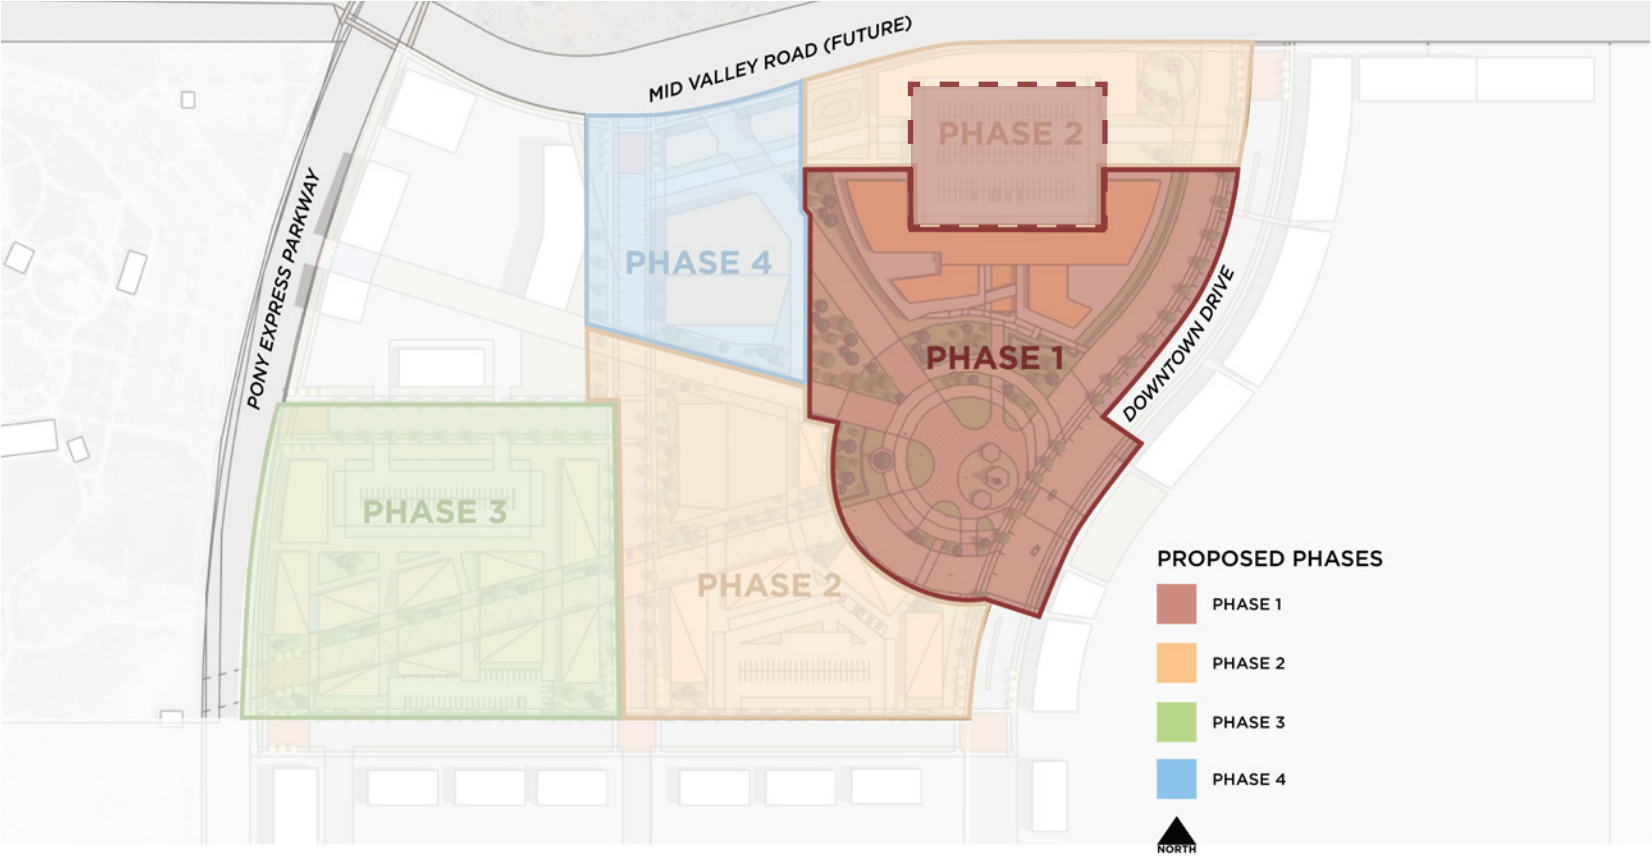 MID VALLEY ROAD (FUTURE)
PHASE 2
PONY EXPRESS PARKWAY
PHASE 4
DOWNTOWN DRIVE
PHASE 1
PHASE 3
PHASE 2
PROPOSED PHASES
PHASE 1
PHASE 2
PHASE 3
PHASE 4
NORTH